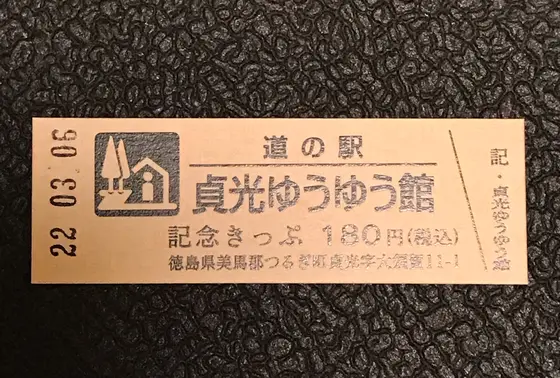 22.03.06
道の駅
貞光ゆうゆう館
記念きっぷ 180円(税込)
徳島県美馬郡つるぎ町貞光字大須賀11-1
記・貞光ゆうゆう館